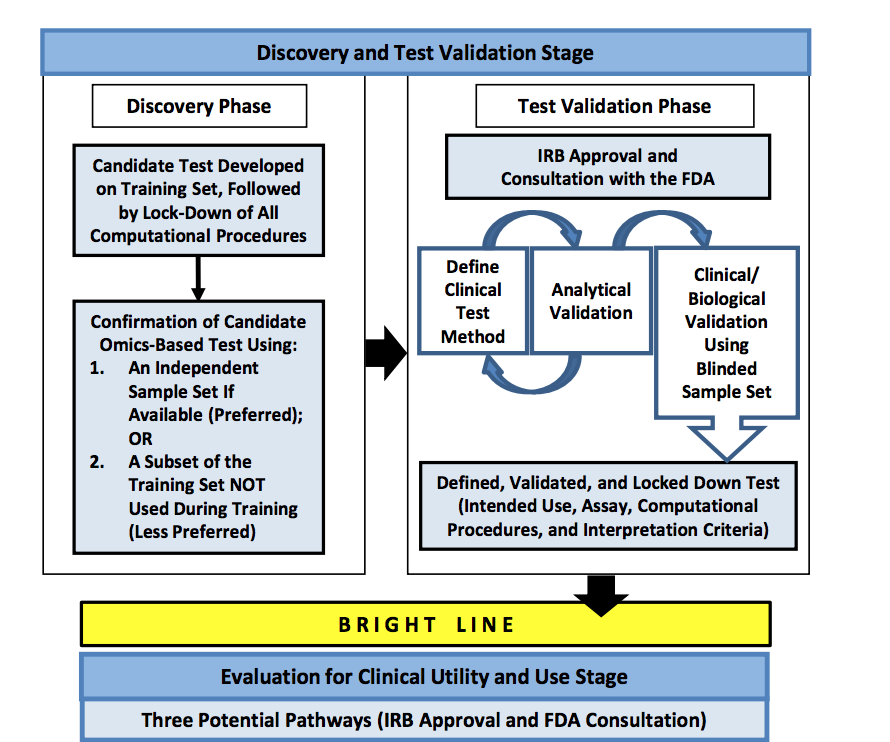 Discovery and Test Validation Stage
Discovery Phase
Candidate Test Developed
on Training Set, Followed
by Lock-Down of All
Computational Procedures
Confirmation of Candidate
Omics-Based Test Using:
1. An Independent
Sample Set If
Available (Preferred);
OR
2. A Subset of the
Training Set NOT
Used During Training
(Less Preferred)
Test Validation Phase
IRB Approval and
Consultation with the FDA
Define
Clinical
Test
Method
Analytical
Validation
Clinical/
Biological
Validation
Using
Blinded
Sample Set
Defined, Validated, and Locked Down Test
(Intended Use, Assay, Computational
Procedures, and Interpretation Criteria)
BRIGHT LINE
Evaluation for Clinical Utility and Use Stage
Three Potential Pathways (IRB Approval and FDA Consultation)